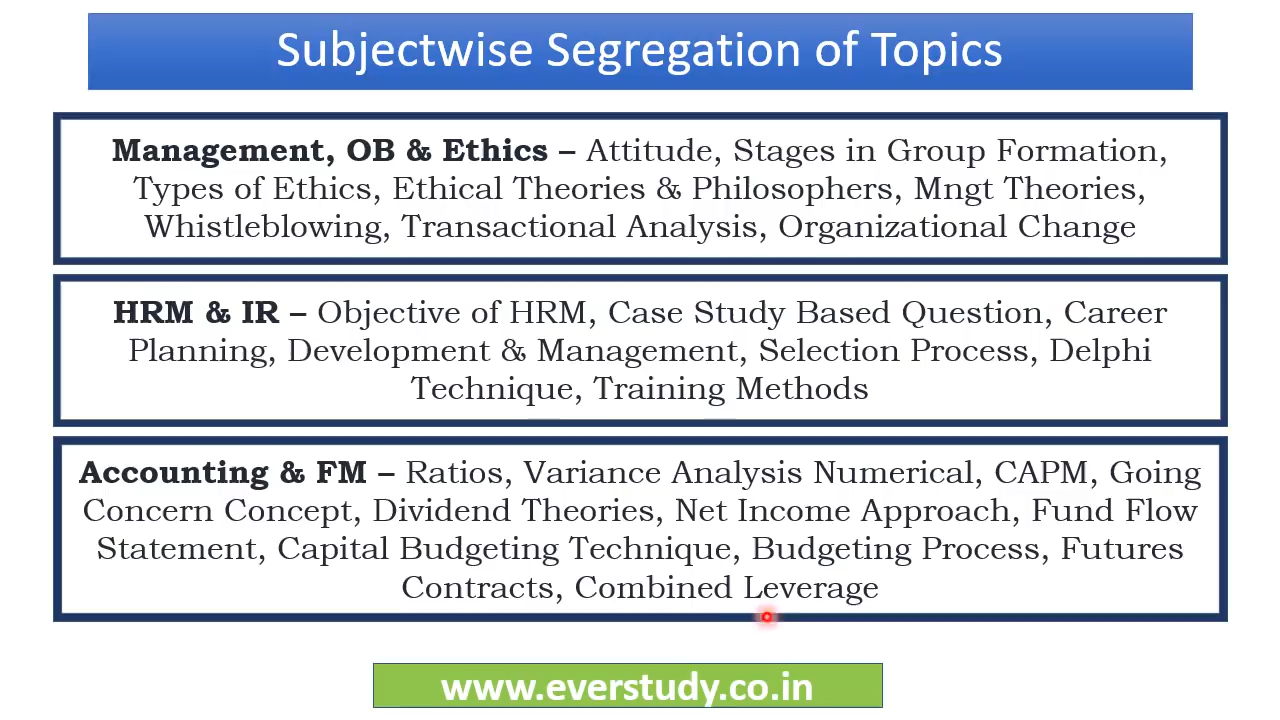 Subjectwise Segregation of Topics
Management, OB & Ethics – Attitude, Stages in Group Formation,
Types of Ethics, Ethical Theories & Philosophers, Mngt Theories,
Whistleblowing, Transactional Analysis, Organizational Change
HRM & IR – Objective of HRM, Case Study Based Question, Career
Planning, Development & Management, Selection Process, Delphi
Technique, Training Methods
Accounting & FM – Ratios, Variance Analysis Numerical, CAPM, Going
Concern Concept, Dividend Theories, Net Income Approach, Fund Flow
Statement, Capital Budgeting Technique, Budgeting Process, Futures
Contracts, Combined Leverage
www.everstudy.co.in